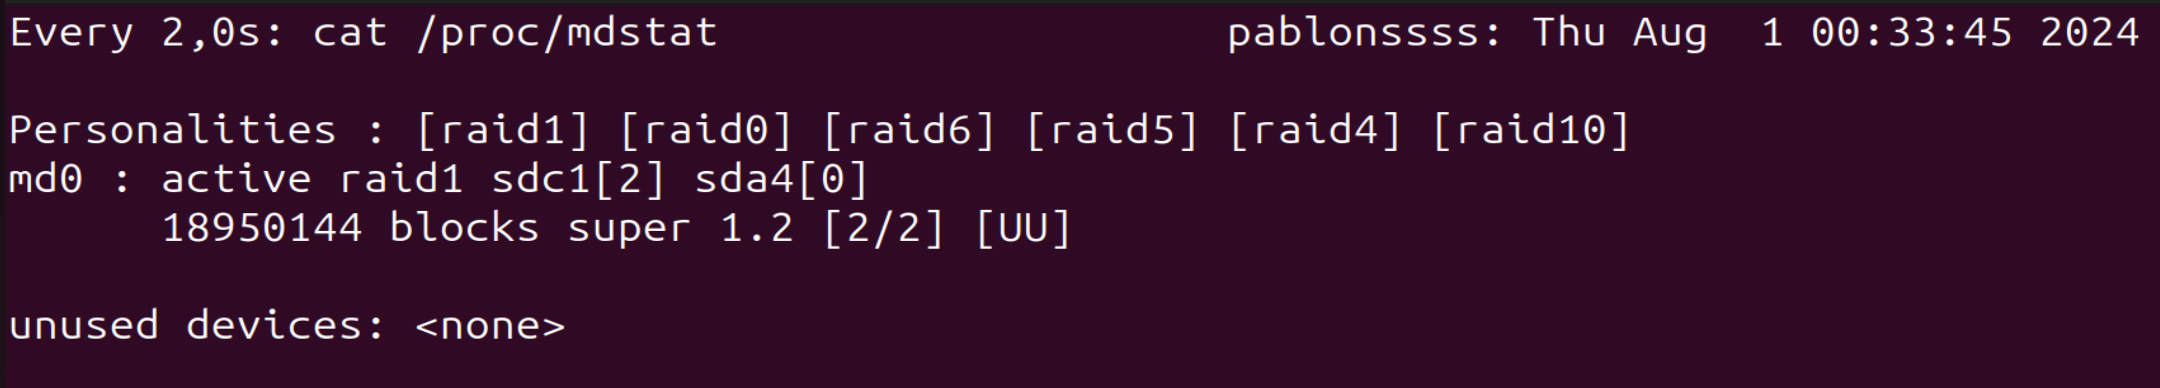 Every 2,0s: cat /proc/mdstat pablonssss: Thu Aug  1 00:33:45 2024
Personalities : [raid1] [raid0] [raid6] [raid5] [raid4] [raid10]
md0 : active raid1 sdc1[2] sda4[0]
      18950144 blocks super 1.2 [2/2] [UU]
unused devices: <none>